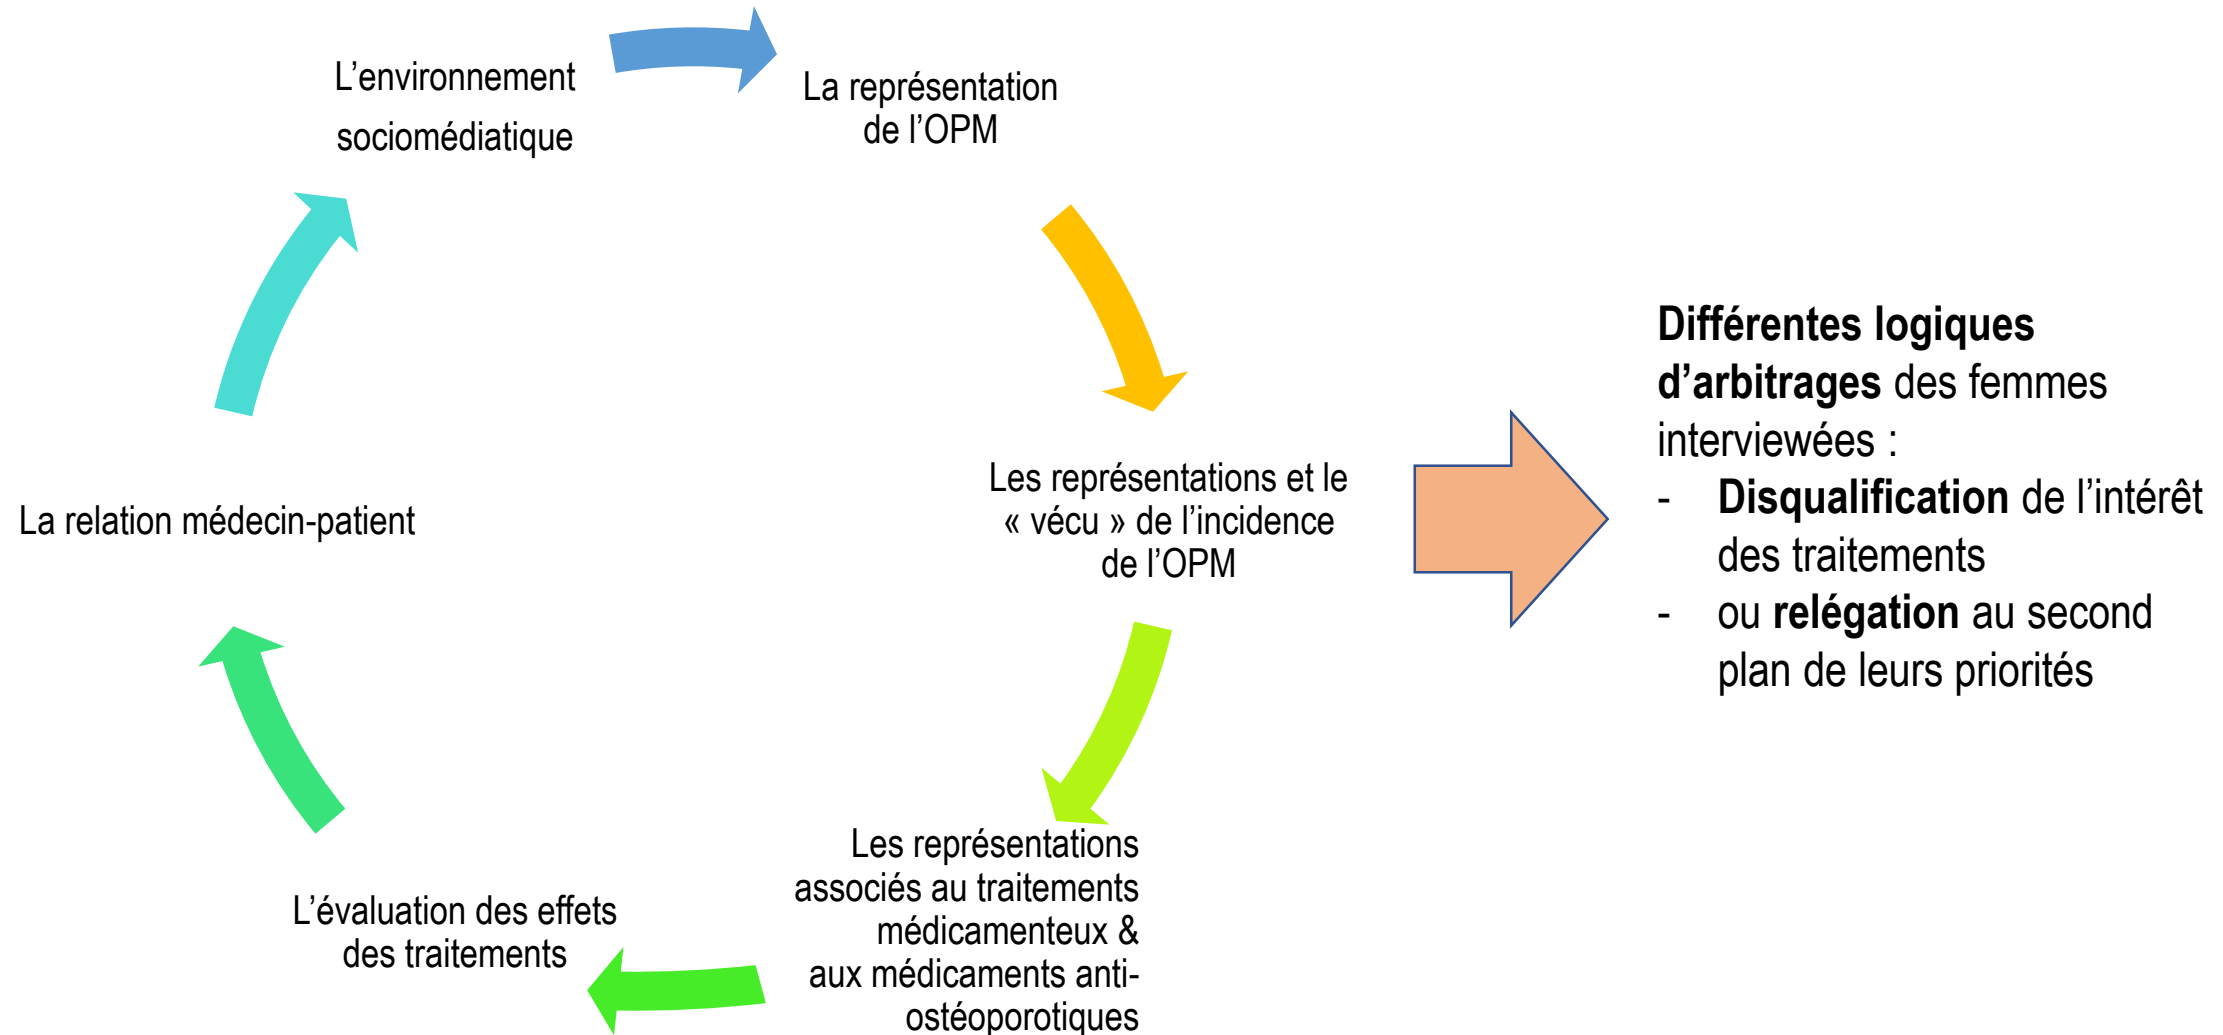 L’environnement
sociomédiatique
La représentation
de l’OPM
Les représentations et le
« vécu » de l’incidence
de l’OPM
Les représentations
associés au traitements
médicamenteux &
aux médicaments anti-
ostéoporotiques
L’évaluation des effets
des traitements
La relation médecin-patient
Différentes logiques
d’arbitrages des femmes
interviewées :
- Disqualification de l’intérêt
des traitements
- ou relégation au second
plan de leurs priorités